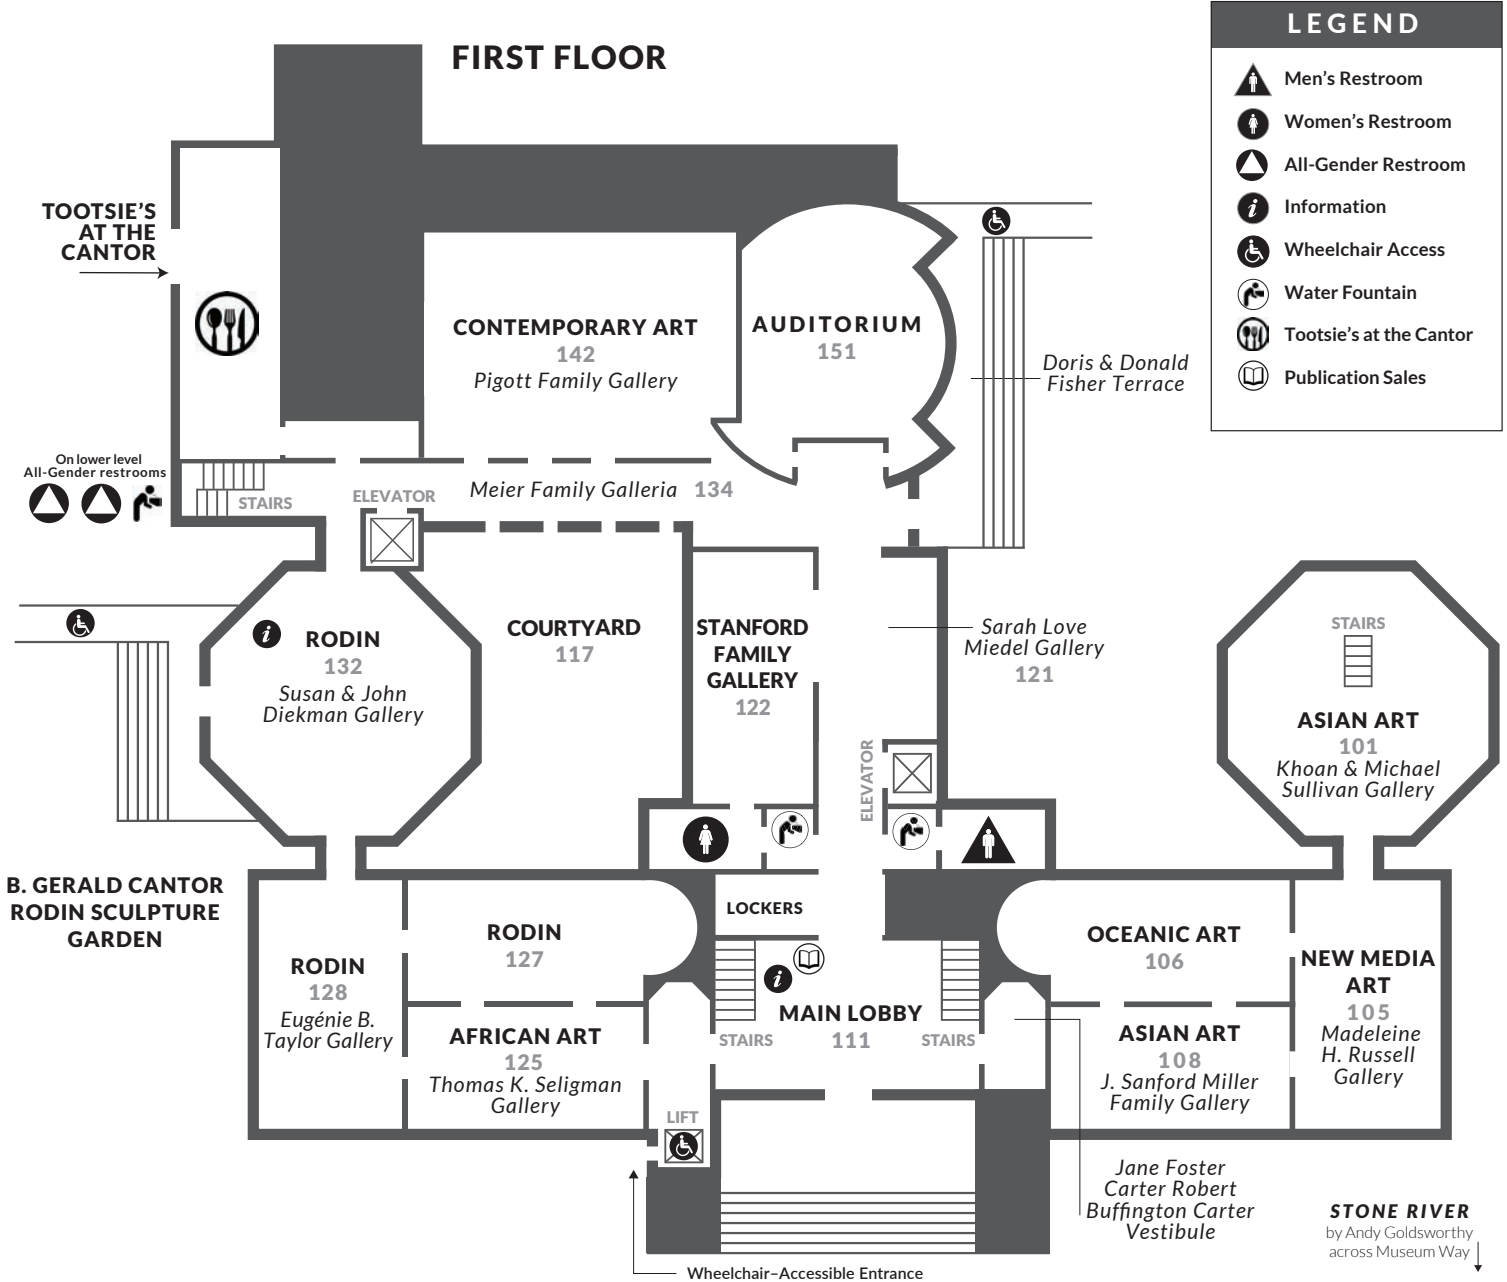 FIRST FLOOR
LEGEND
Men's Restroom
Women's Restroom
All-Gender Restroom
Information
Wheelchair Access
Water Fountain
Tootsie's at the Cantor
Publication Sales
TOOTSIE'S
AT THE
CANTOR
CONTEMPORARY ART
142
Pigott Family Gallery
AUDITORIUM
151
Doris & Donald
Fisher Terrace
On lower level
All-Gender restrooms
STAIRS
ELEVATOR
Meier Family Galleria 134
RODIN
132
Susan & John
Diekman Gallery
COURTYARD
117
STANFORD
FAMILY
GALLERY
122
Sarah Love
Miedel Gallery
121
STAIRS
ASIAN ART
101
Khoan & Michael
Sullivan Gallery
ELEVATOR
B. GERALD CANTOR
RODIN SCULPTURE
GARDEN
RODIN
128
Eugénie B.
Taylor Gallery
RODIN
127
AFRICAN ART
125
Thomas K. Seligman
Gallery
LOCKERS
MAIN LOBBY
111
STAIRS
STAIRS
OCEANIC ART
106
ASIAN ART
108
J. Sanford Miller
Family Gallery
NEW MEDIA
ART
105
Madeleine
H. Russell
Gallery
LIFT
Jane Foster
Carter Robert
Buffington Carter
Vestibule
STONE RIVER
by Andy Goldsworthy
across Museum Way
Wheelchair–Accessible Entrance